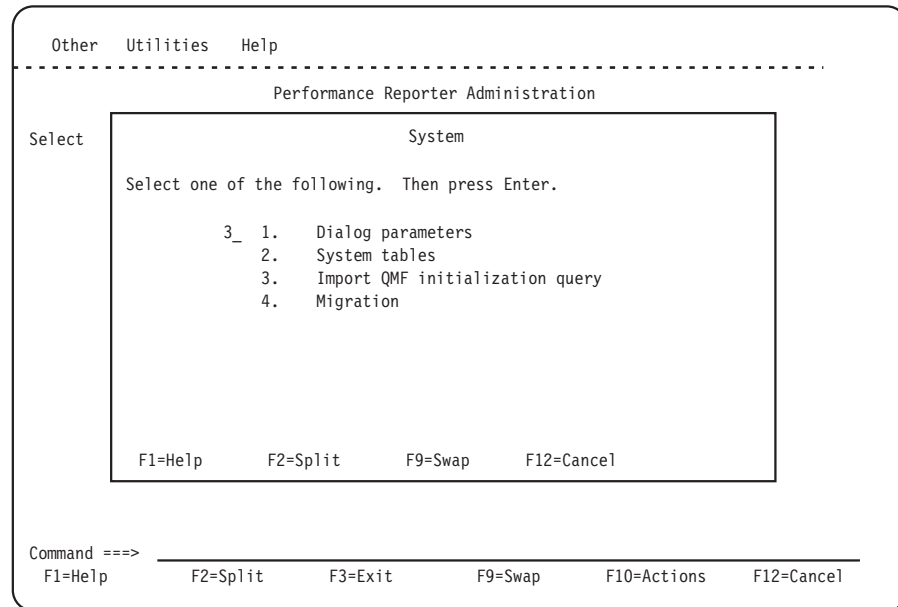 Other Utilities Help
Performance Reporter Administration
Select
System
Select one of the following. Then press Enter.
3_ 1. Dialog parameters
2. System tables
3. Import QMF initialization query
4. Migration
F1=Help F2=Split F9=Swap F12=Cancel
Command ===>
F1=Help F2=Split F3=Exit F9=Swap F10=Actions F12=Cancel